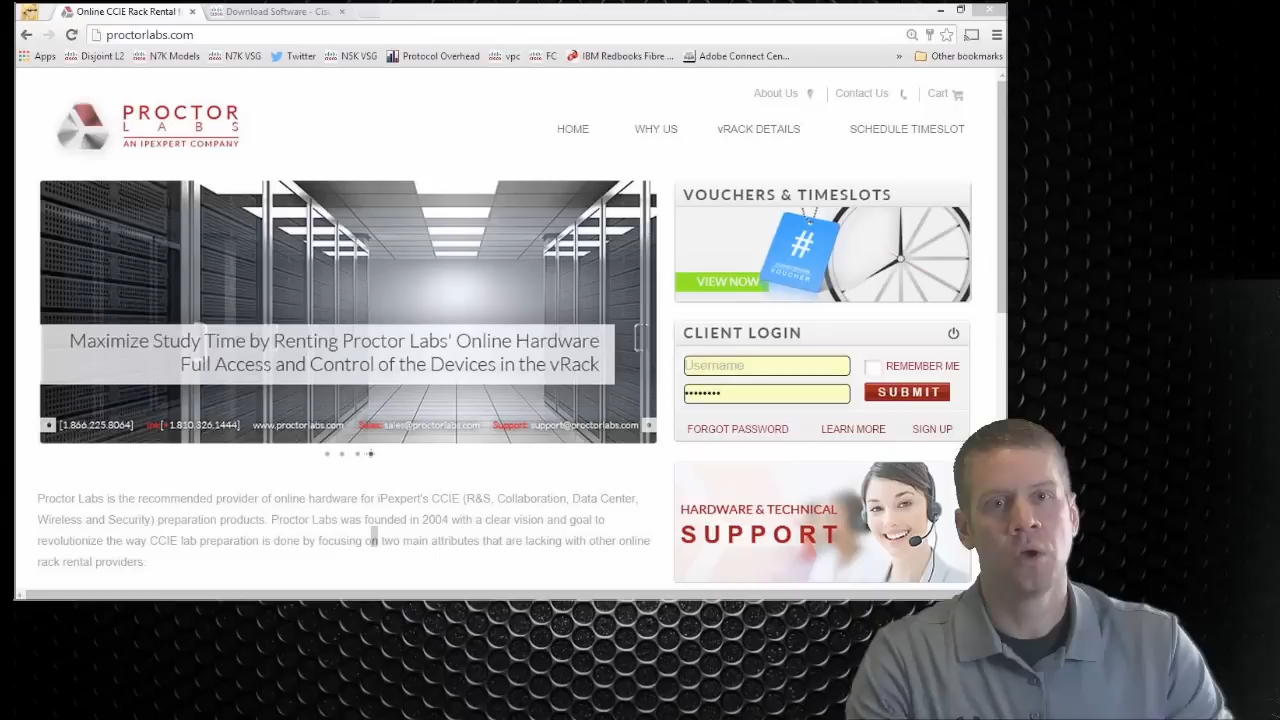 Online CCIE Rack Rental
Download Software - Cis
proctorlabs.com
Apps
Disjoint L2
N7K Models
N7K VSG
Twitter
N5K VSG
Protocol Overhead
vpc
FC
IBM Redbooks Fibre ...
Adobe Connect Cen...
»
Other bookmarks
About Us
Contact Us
Cart
PROCTOR
LABS
AN IPEXPERT COMPANY
HOME
WHY US
vRACK DETAILS
SCHEDULE TIMESLOT
Maximize Study Time by Renting Proctor Labs' Online Hardware
Full Access and Control of the Devices in the vRack
[1.866.225.8064] [+1.810.326.1444] www.proctorlabs.com Sales: sales@proctorlabs.com Support: support@proctorlabs.com
VOUCHERS & TIMESLOTS
#
VOUCHER
VIEW NOW
CLIENT LOGIN
Username
REMEMBER ME
••••••••
SUBMIT
FORGOT PASSWORD
LEARN MORE
SIGN UP
HARDWARE & TECHNICAL
SUPPORT
Proctor Labs is the recommended provider of online hardware for iPexpert's CCIE (R&S, Collaboration, Data Center,
Wireless and Security) preparation products. Proctor Labs was founded in 2004 with a clear vision and goal to
revolutionize the way CCIE lab preparation is done by focusing on two main attributes that are lacking with other online
rack rental providers: